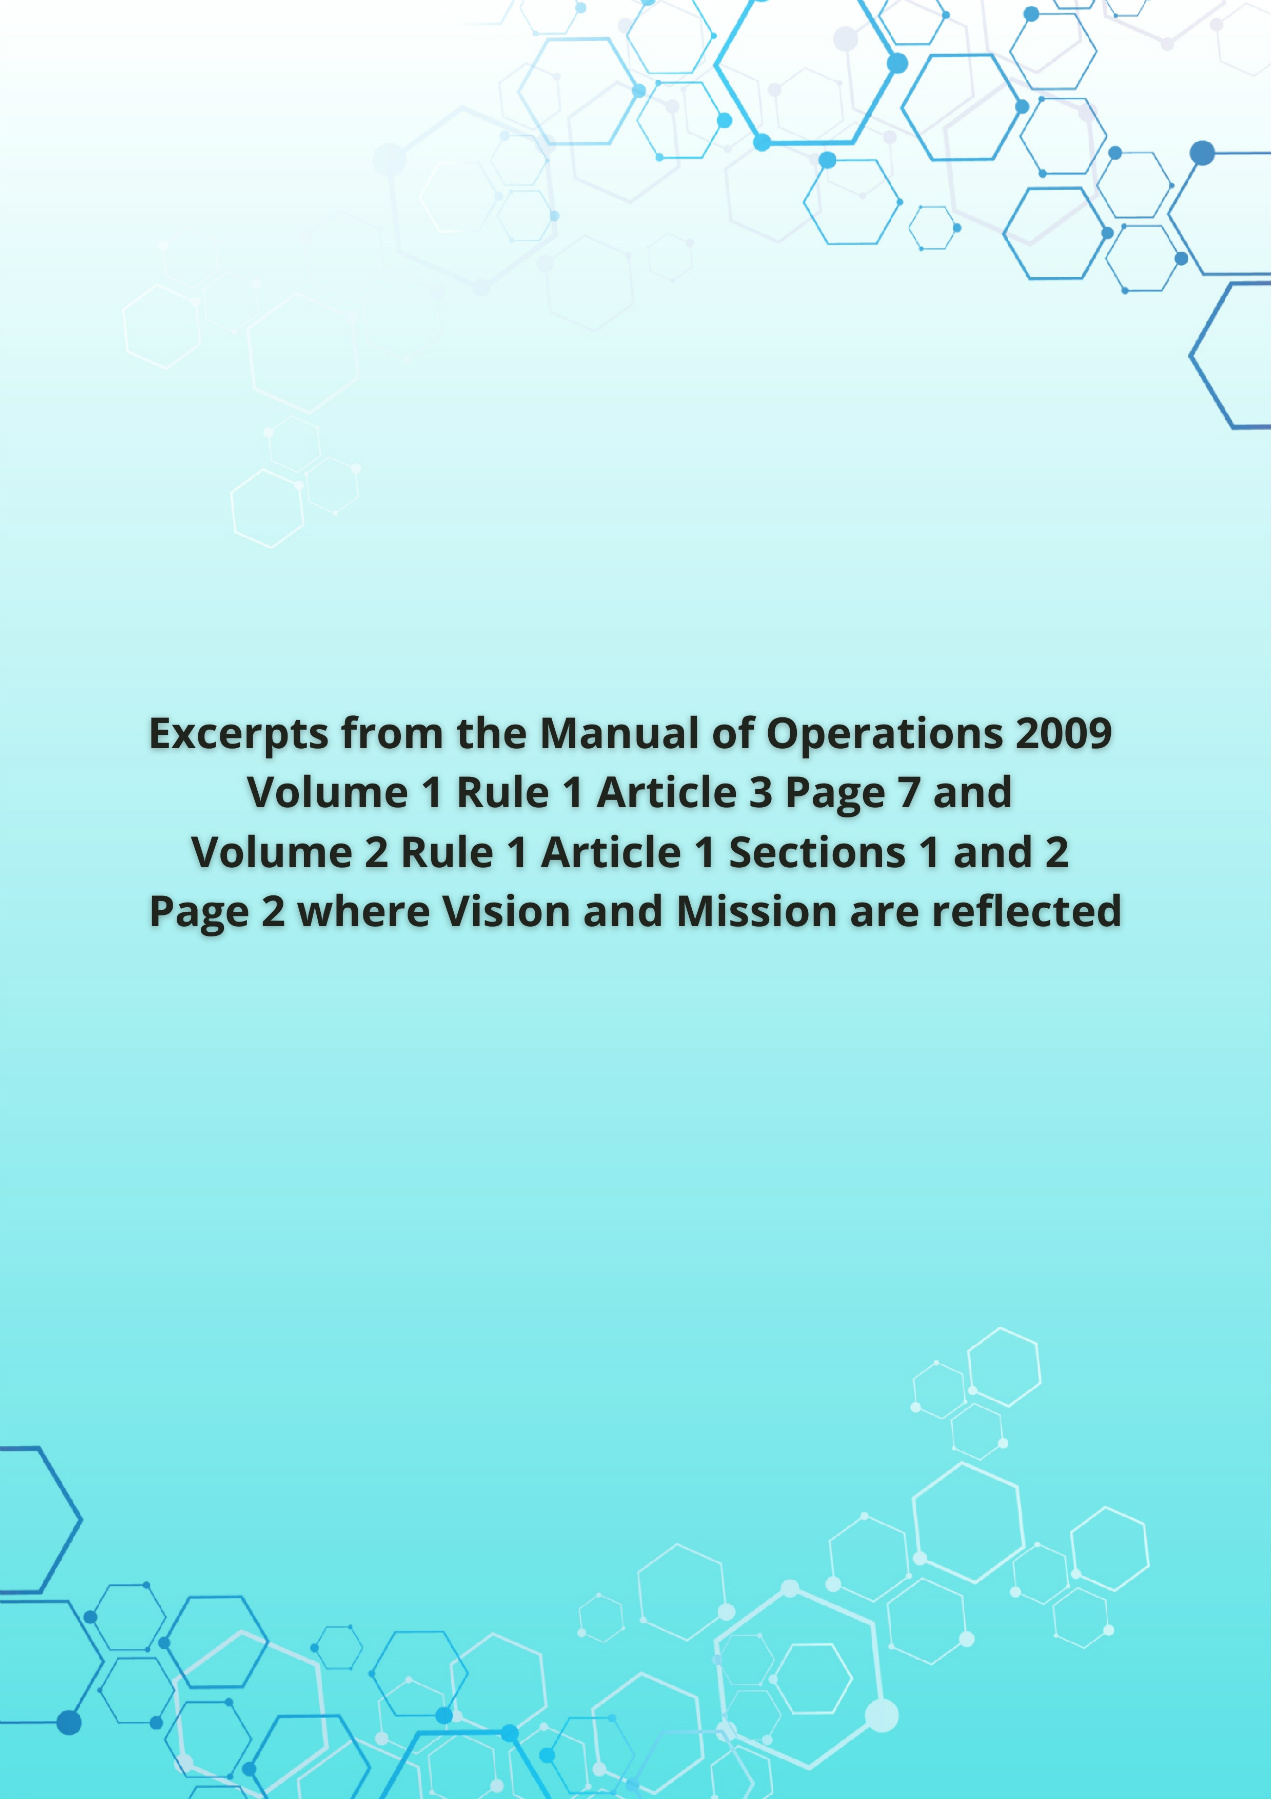 Excerpts from the Manual of Operations 2009
Volume 1 Rule 1 Article 3 Page 7 and
Volume 2 Rule 1 Article 1 Sections 1 and 2
Page 2 where Vision and Mission are reflected